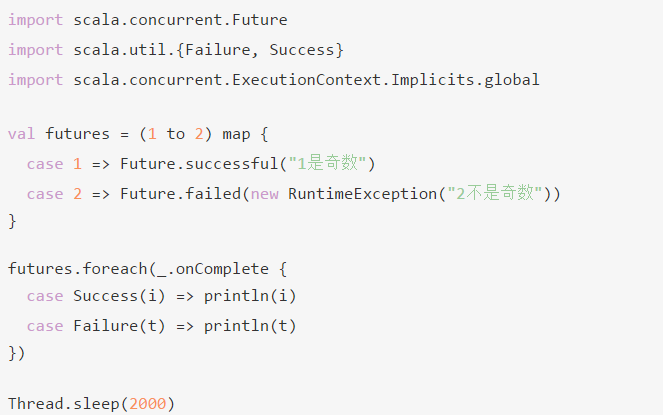 import scala.concurrent.Future
import scala.util.{Failure, Success}
import scala.concurrent.ExecutionContext.Implicits.global
val futures = (1 to 2) map {
  case 1 => Future.successful("1是奇数")
  case 2 => Future.failed(new RuntimeException("2不是奇数"))
}
futures.foreach(_.onComplete {
  case Success(i) => println(i)
  case Failure(t) => println(t)
})
Thread.sleep(2000)